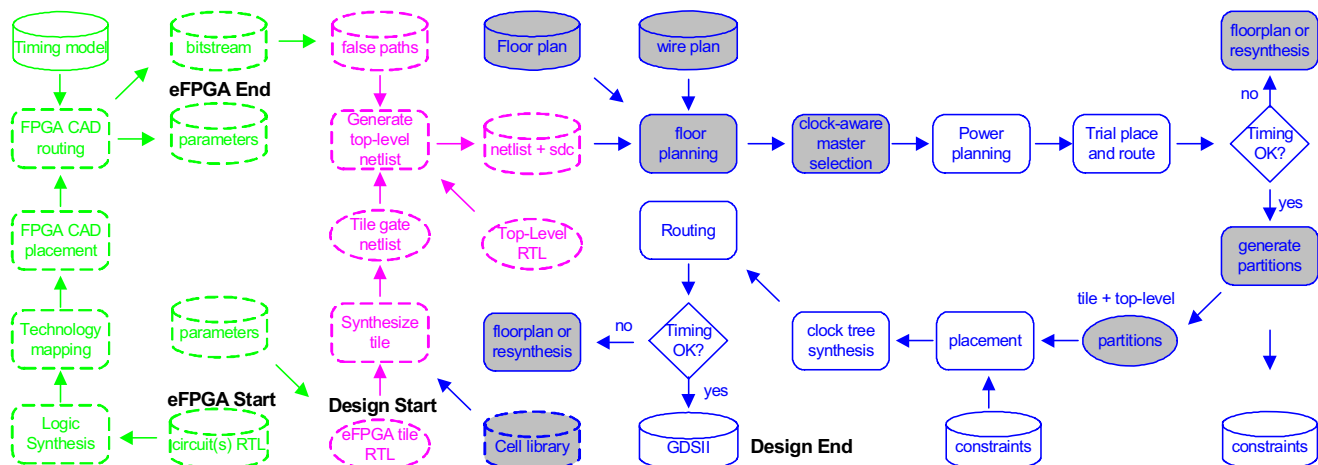 Timing model
bitstream
false paths
Floor plan
wire plan
floorplan or
resynthesis
eFPGA End
no
FPGA CAD
routing
parameters
Generate
top-level
netlist
netlist + sdc
floor
planning
clock-aware
master
selection
Power
planning
Trial place
and route
Timing
OK?
yes
FPGA CAD
placement
Tile gate
netlist
Top-Level
RTL
Routing
generate
partitions
tile + top-level
Technology
mapping
parameters
Synthesize
tile
floorplan or
resynthesis
no
Timing
OK?
clock tree
synthesis
placement
partitions
yes
eFPGA Start
Design Start
Logic
Synthesis
circuit(s) RTL
eFPGA tile
RTL
Cell library
GDSII
Design End
constraints
constraints